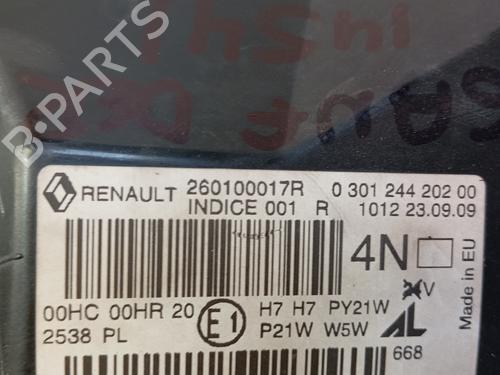 B-PARTS
RENAULT 260100017R 0 301 244 202 00
INDICE 001 R 1012 23.09.09
4N
V
Made in EU
00HC 00HR 20 E1 H7 H7 PY21W
2538 PL P21W W5W AL
668